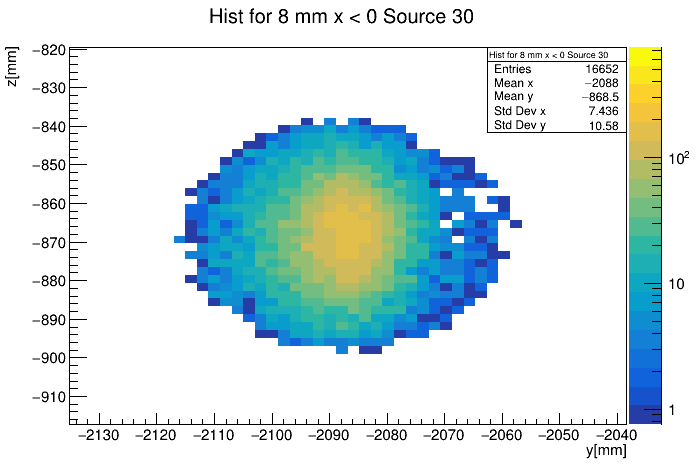 Hist for 8 mm x < 0 Source 30
z[mm]
Hist for 8 mm x < 0 Source 30
Entries 16652
Mean x −2088
Mean y −868.5
Std Dev x 7.436
Std Dev y 10.58
−820
−830
−840
−850
−860
−870
−880
−890
−900
−910
10²
10
1
−2130 −2120 −2110 −2100 −2090 −2080 −2070 −2060 −2050 −2040
y[mm]